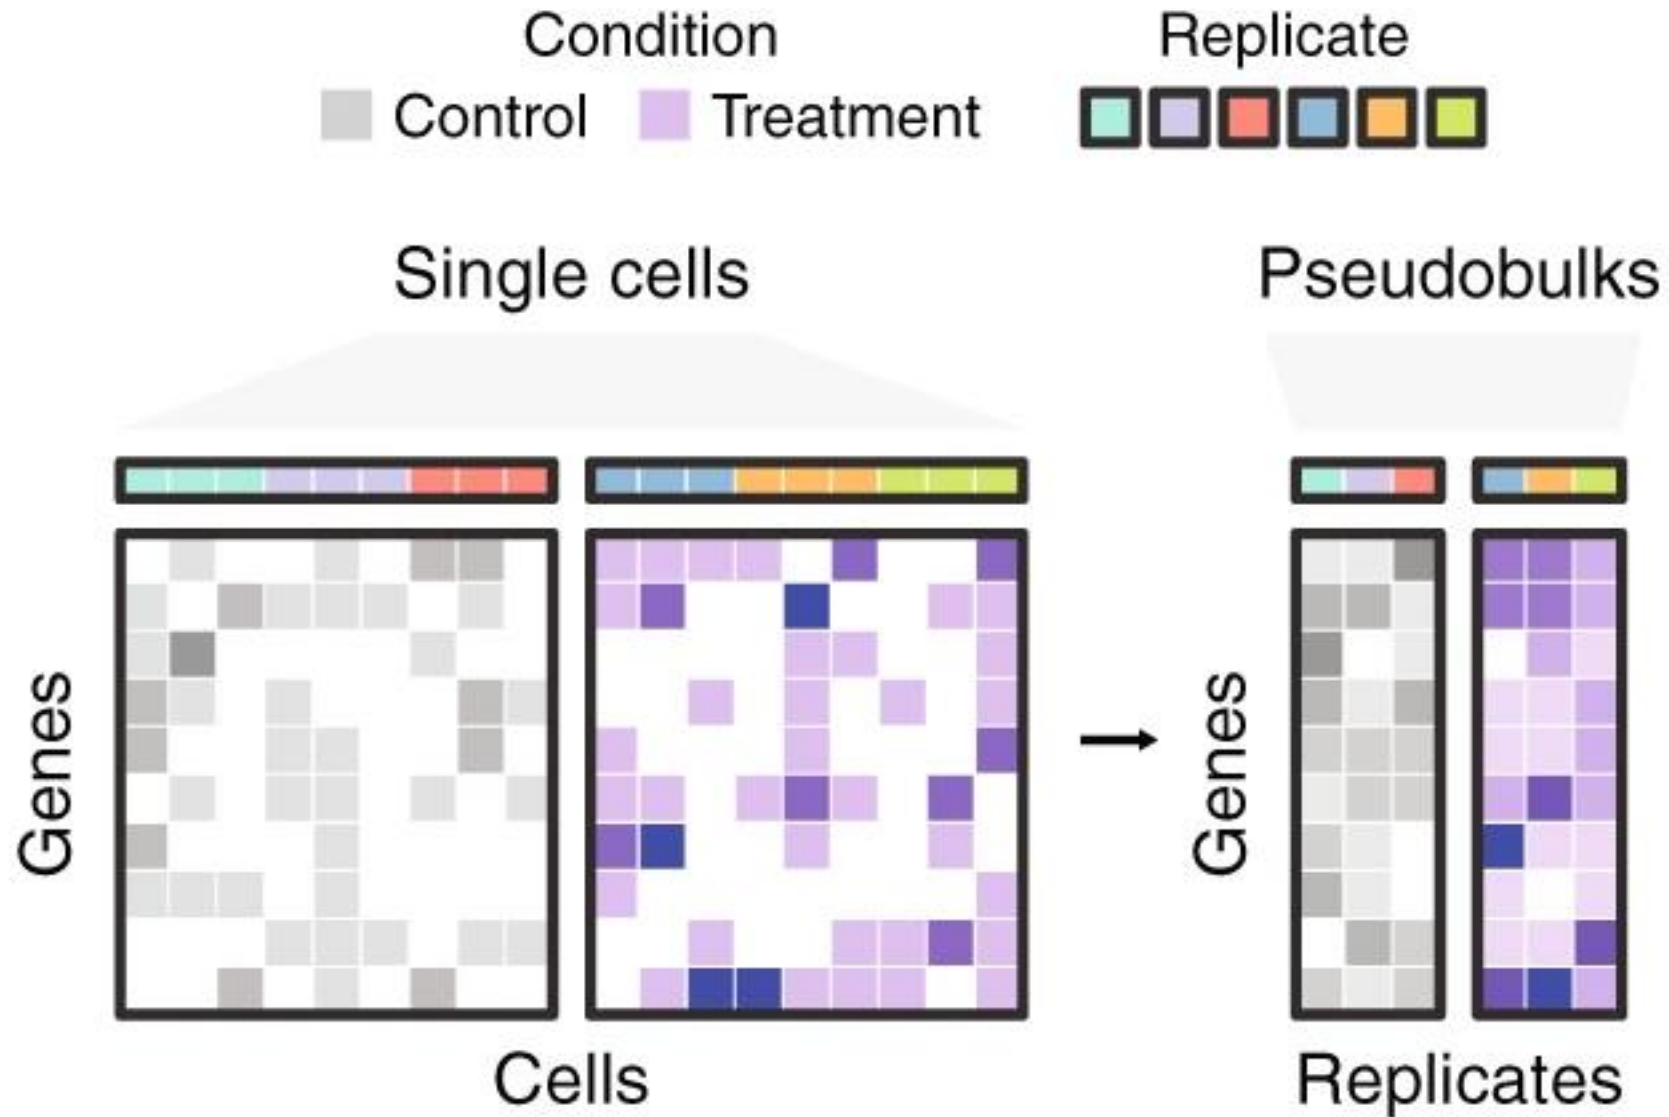 Condition
Replicate
Control
Treatment
Single cells
Pseudobulks
Genes
Genes
Cells
Replicates